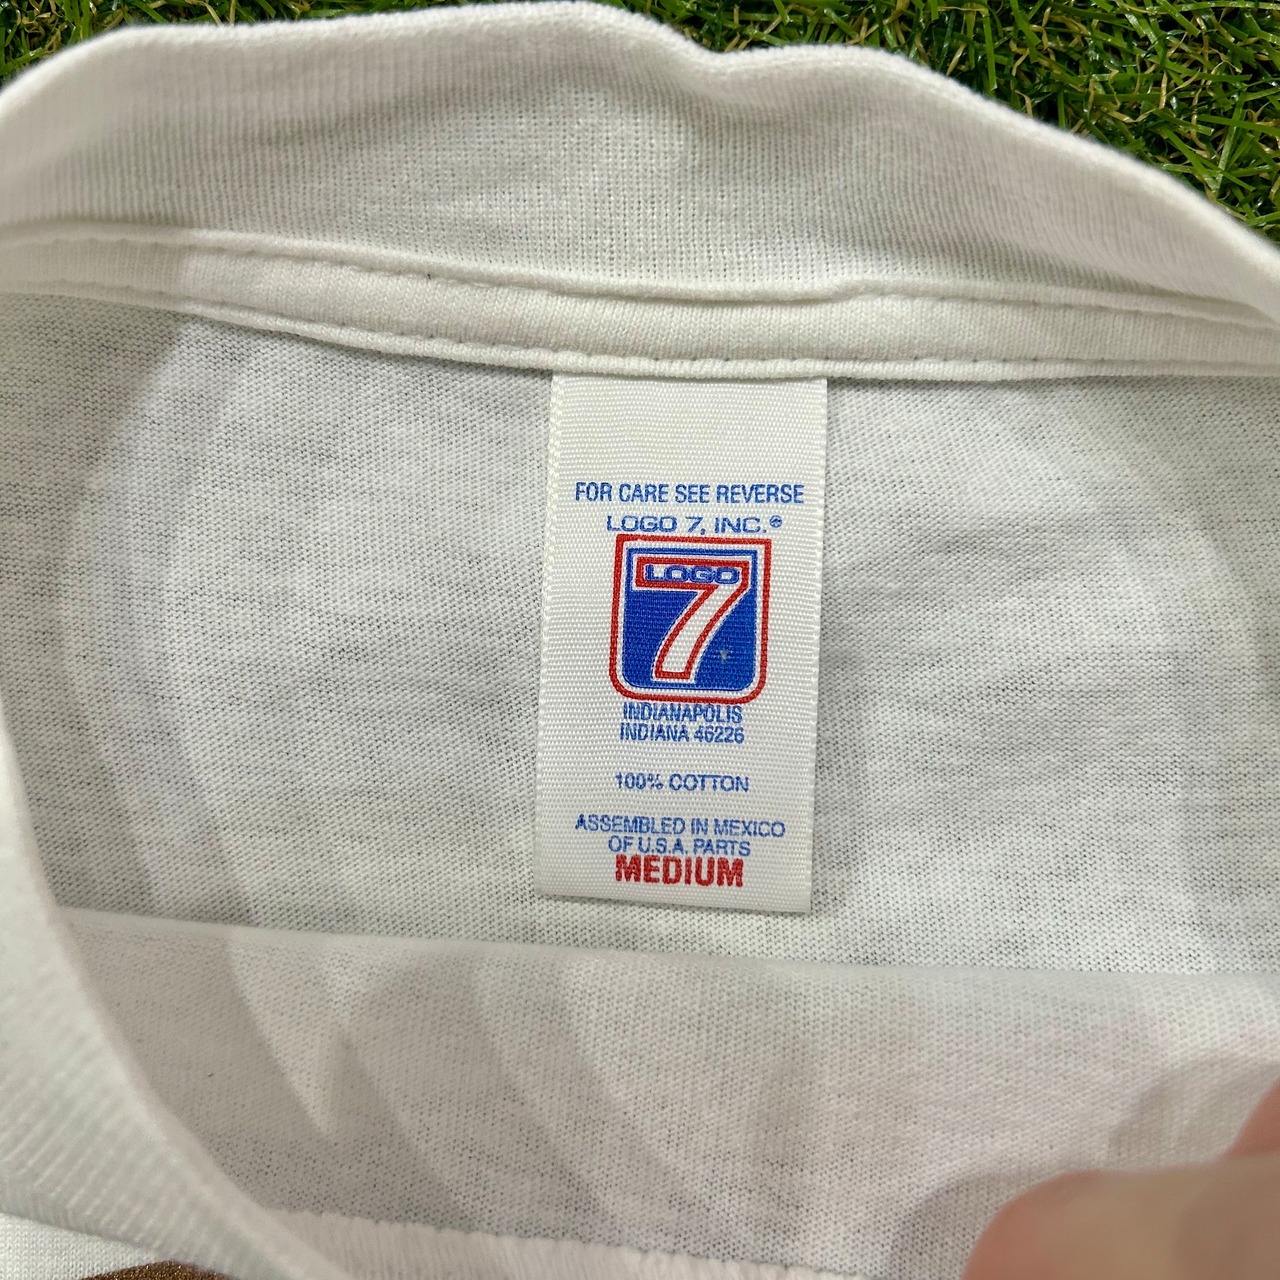 FOR CARE SEE REVERSE
LOGO 7, INC.®
LOGO
7
INDIANAPOLIS
INDIANA 46226
100% COTTON
ASSEMBLED IN MEXICO
OF U.S.A. PARTS
MEDIUM